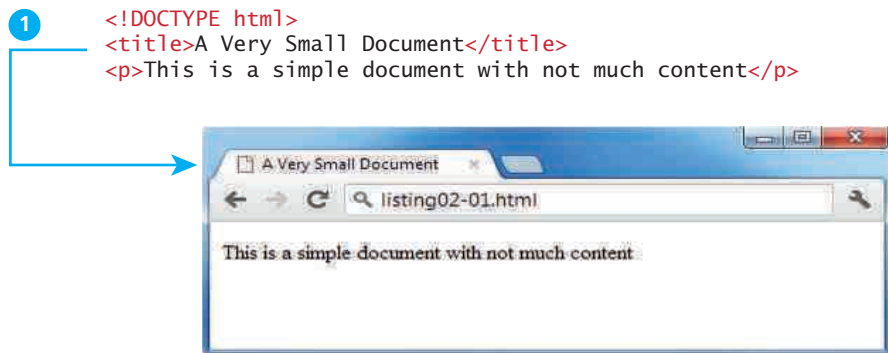 1
<!DOCTYPE html>
<title>A Very Small Document</title>
<p>This is a simple document with not much content</p>
A Very Small Document
listing02-01.html
This is a simple document with not much content